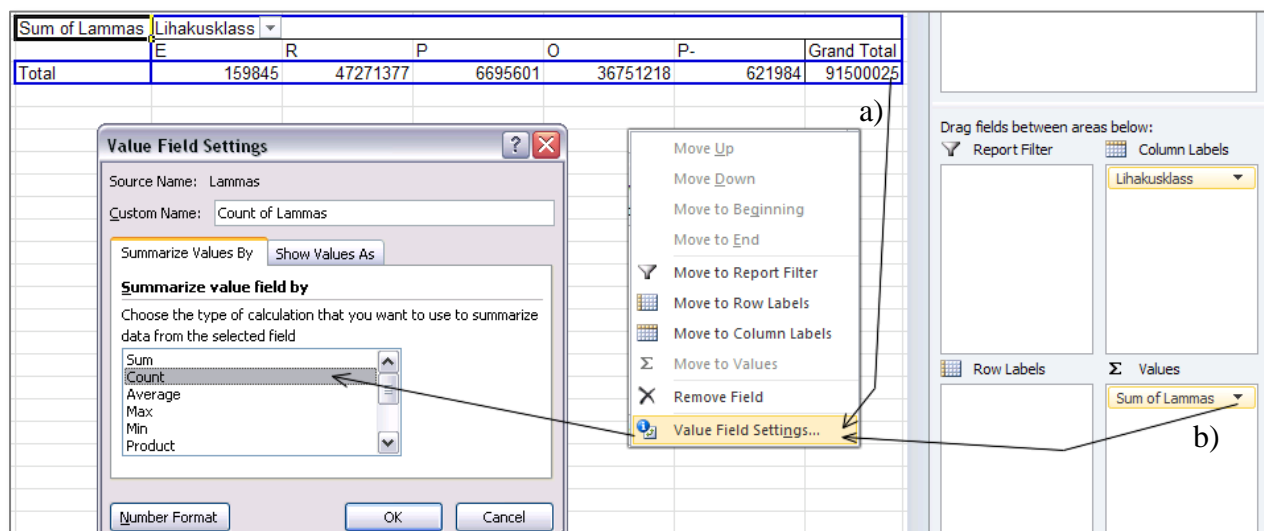 Sum of Lammas Lihakusklass
E R P O P- Grand Total
Total 159845 47271377 6695601 36751218 621984 91500025
a)
Value Field Settings
Source Name: Lammas
Custom Name: Count of Lammas
Summarize Values By Show Values As
Summarize value field by
Choose the type of calculation that you want to use to summarize
data from the selected field
Sum
Count
Average
Max
Min
Product
Number Format OK Cancel
Move Up
Move Down
Move to Beginning
Move to End
Move to Report Filter
Move to Row Labels
Move to Column Labels
Σ Move to Values
Remove Field
Value Field Settings...
Drag fields between areas below:
Report Filter Column Labels
Lihakusklass
Row Labels Σ Values
Sum of Lammas
b)